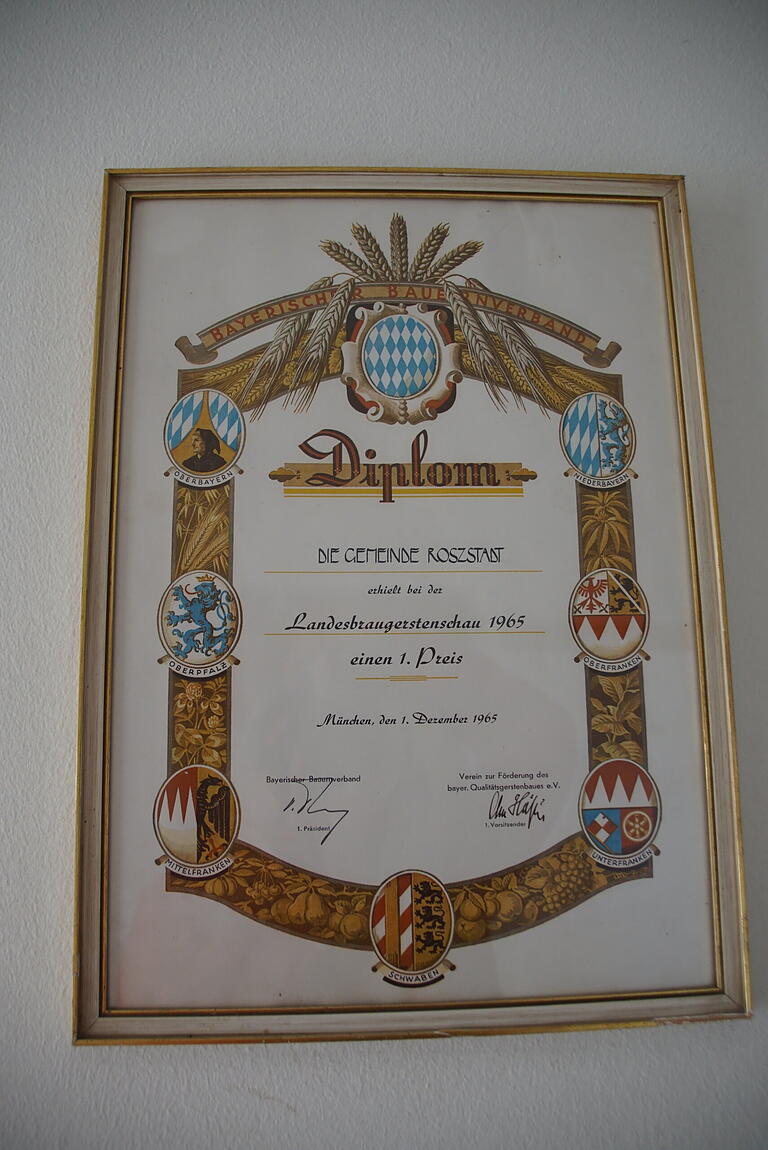 BAYERISCHER BAUERNVERBAND
OBERBAYERN
NIEDERBAYERN
Diplom
DIE GEMEINDE ROSZSTADT
erhielt bei der
Landesbraugerstenschau 1965
einen 1. Preis
OBERPFALZ
OBERFRANKEN
München, den 1. Dezember 1965
Bayerischer Bauernverband
1. Präsident
Verein zur Förderung des
bayer. Qualitätsgerstenbaues e.V.
1. Vorsitzender
MITTELFRANKEN
UNTERFRANKEN
SCHWABEN